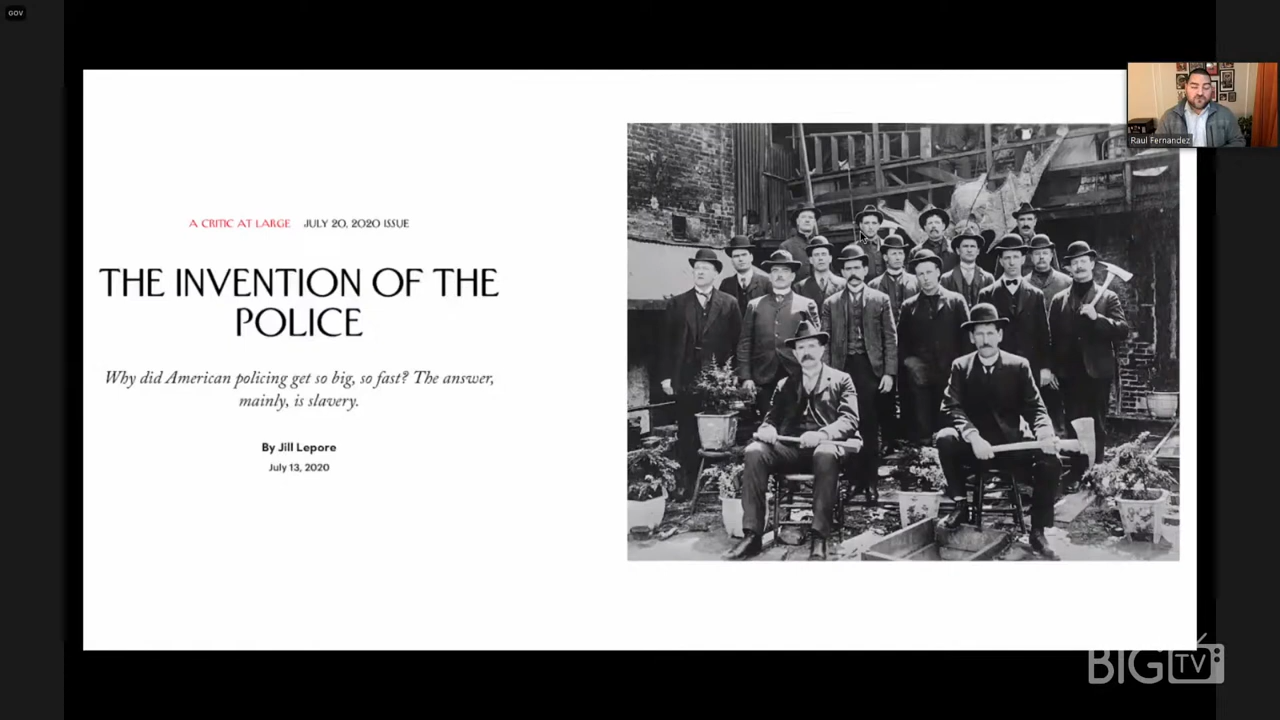 GOV
A CRITIC AT LARGE JULY 20, 2020 ISSUE
THE INVENTION OF THE
POLICE
Why did American policing get so big, so fast? The answer,
mainly, is slavery.
By Jill Lepore
July 13, 2020
Raul Fernandez
BIG TV